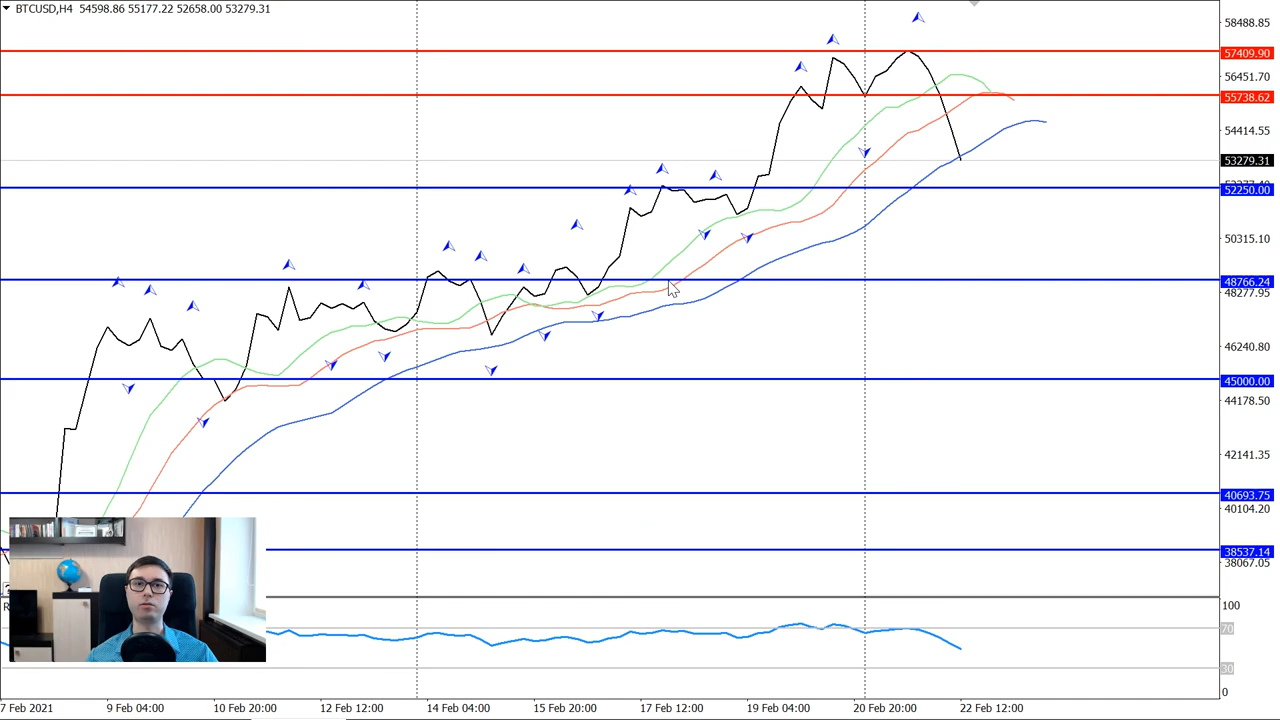 BTCUSD,H4 54598.86 55177.22 52658.00 53279.31
58488.85
57409.90
56451.70
55738.62
54414.55
53279.31
52250.00
50315.10
48766.24
48277.95
46240.80
45000.00
44178.50
42141.35
40693.75
40104.20
38537.14
38067.05
100
70
30
0
7 Feb 2021
9 Feb 04:00
10 Feb 20:00
12 Feb 12:00
14 Feb 04:00
15 Feb 20:00
17 Feb 12:00
19 Feb 04:00
20 Feb 20:00
22 Feb 12:00